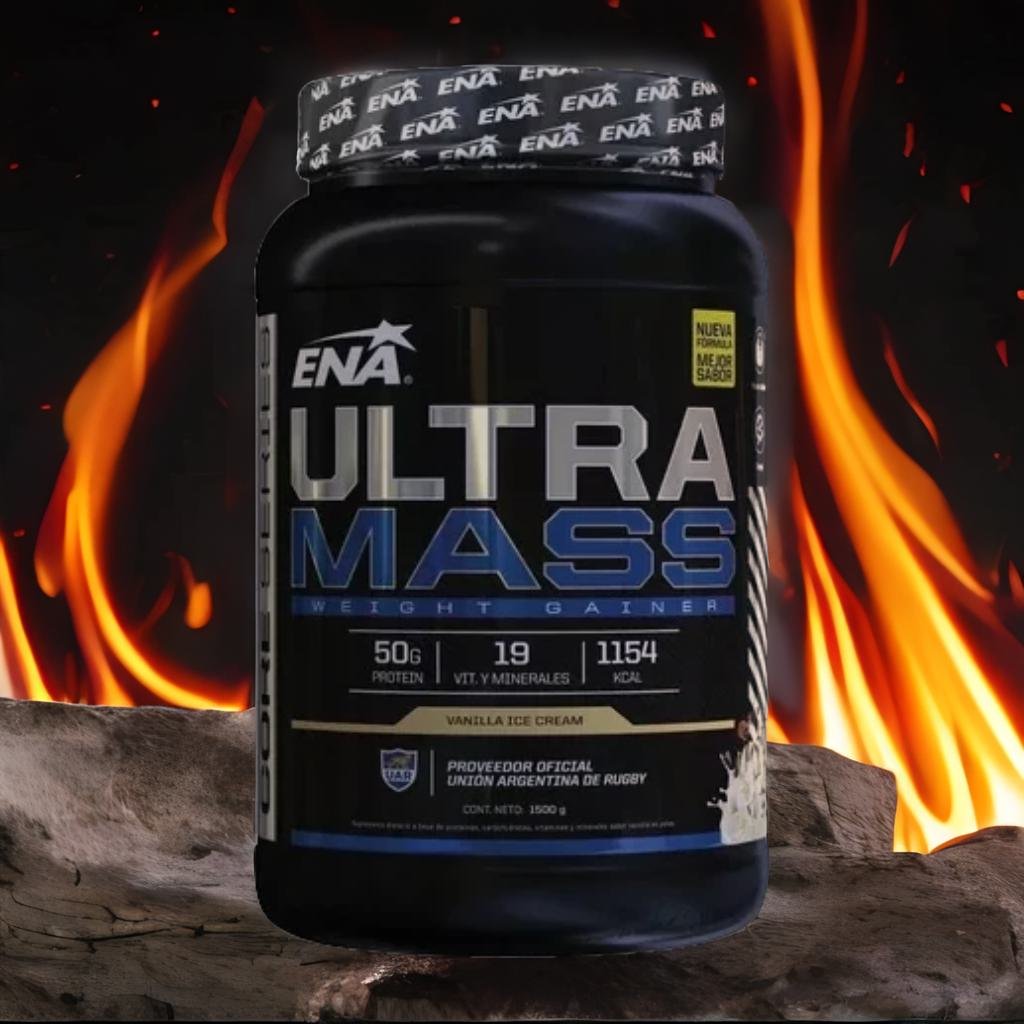 ENA
NUEVA
FÓRMULA
MEJOR
SABOR
ULTRA
MASS
WEIGHT GAINER
50G
PROTEIN
19
VIT. Y MINERALES
1154
KCAL
VANILLA ICE CREAM
UAR
PROVEEDOR OFICIAL
UNIÓN ARGENTINA DE RUGBY
CONT. NETO: 1500 g